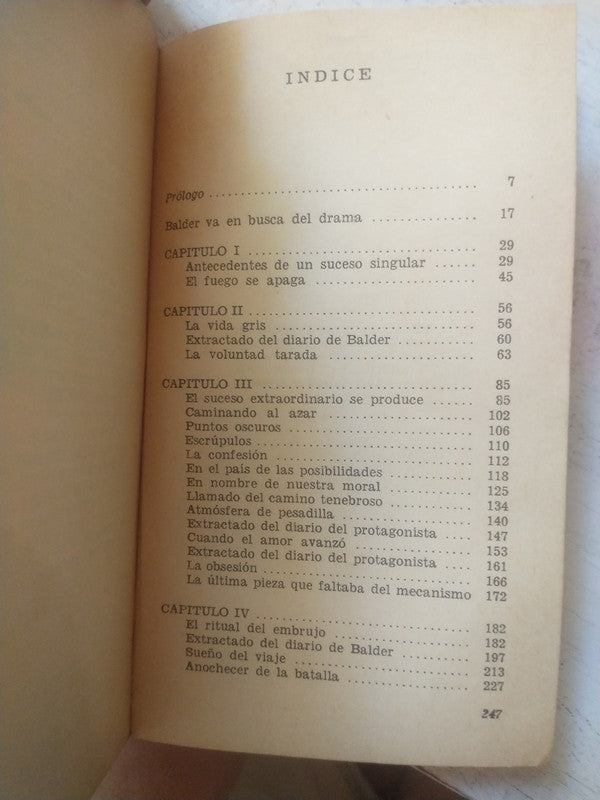 INDICE
Prólogo ........................................ 7
Balder va en busca del drama ................ 17
CAPITULO I .................................... 29
Antecedentes de un suceso singular ...... 29
El fuego se apaga ........................ 45
CAPITULO II ................................... 56
La vida gris .............................. 56
Extractado del diario de Balder ........... 60
La voluntad tarada ....................... 63
CAPITULO III ................................ 85
El suceso extraordinario se produce ...... 85
Caminando al azar ...................... 102
Puntos oscuros .......................... 106
Escrúpulos ................................ 110
La confesión .............................. 112
En el país de las posibilidades ............. 118
En nombre de nuestra moral ............. 125
Llamado del camino tenebroso ............ 134
Atmósfera de pesadilla .................... 140
Extractado del diario del protagonista ..... 147
Cuando el amor avanzó .................. 153
Extractado del diario del protagonista ..... 161
La obsesión ............................... 166
La última pieza que faltaba del mecanismo 172
CAPITULO IV ................................ 182
El ritual del embrujo ..................... 182
Extractado del diario de Balder ........... 197
Sueño del viaje .......................... 213
Anochecer de la batalla .................. 227
247